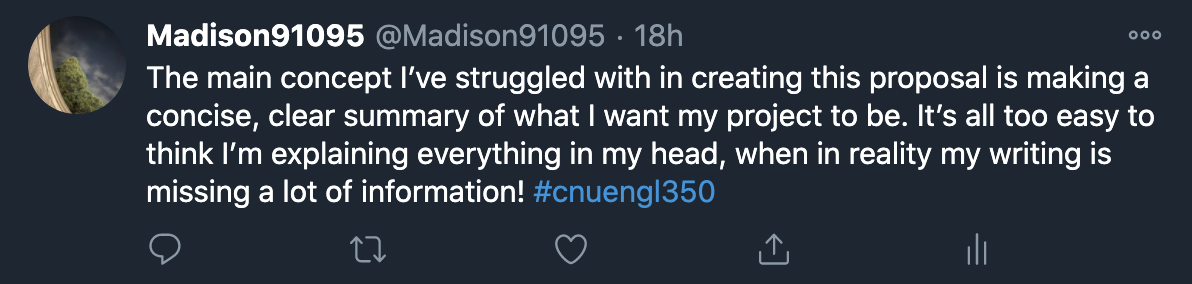 Madison91095 @Madison91095 · 18h
The main concept I’ve struggled with in creating this proposal is making a
concise, clear summary of what I want my project to be. It’s all too easy to
think I’m explaining everything in my head, when in reality my writing is
missing a lot of information! #cnuengl350